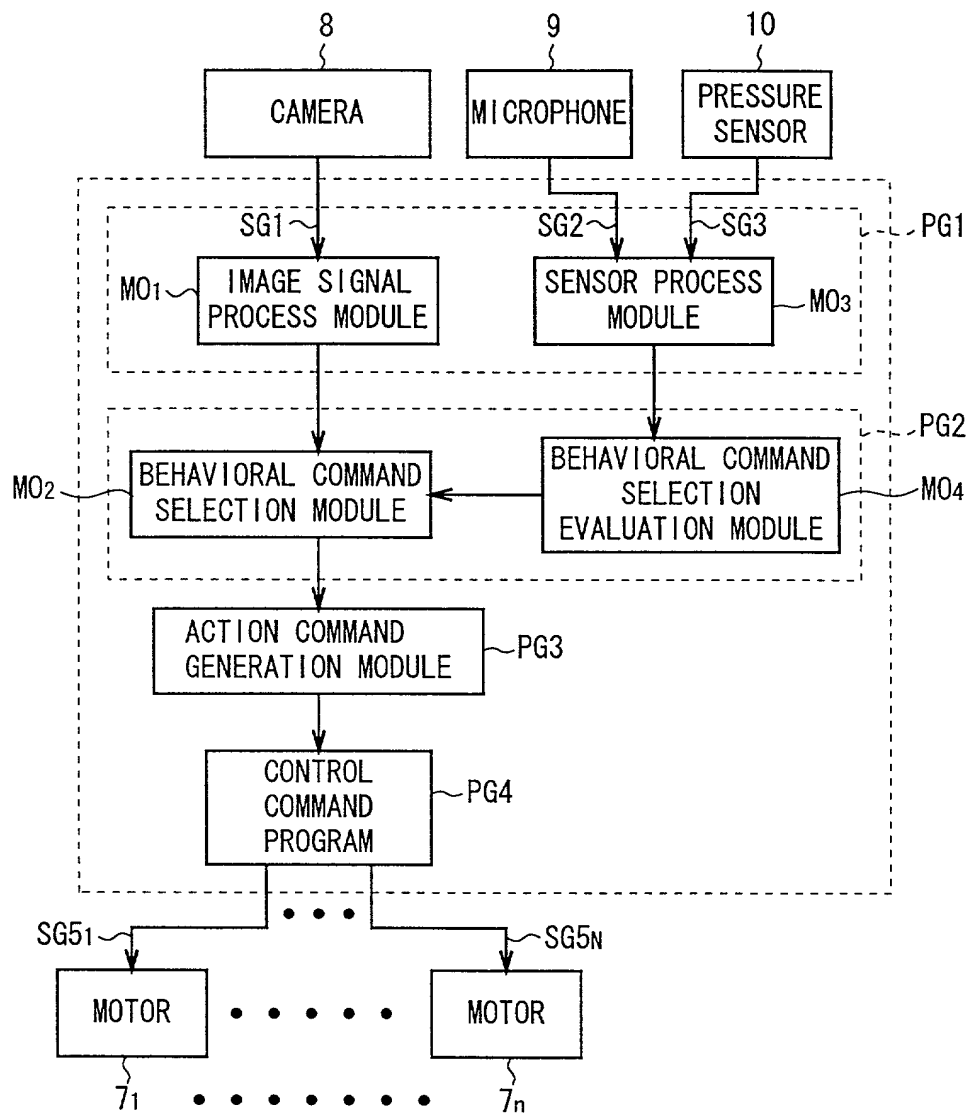 8
9
10
CAMERA
MICROPHONE
PRESSURE
SENSOR
SG1
SG2
SG3
PG1
MO1
IMAGE SIGNAL
PROCESS MODULE
SENSOR PROCESS
MODULE
MO3
PG2
MO2
BEHAVIORAL COMMAND
SELECTION MODULE
BEHAVIORAL COMMAND
SELECTION
EVALUATION MODULE
MO4
ACTION COMMAND
GENERATION MODULE
PG3
CONTROL
COMMAND
PROGRAM
PG4
SG51
SG5N
MOTOR
MOTOR
71
7n